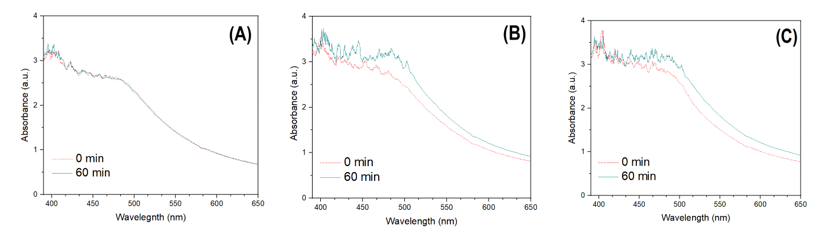 (A)
4
3
2
1
0
Absorbance (a.u.)
0 min
60 min
400 450 500 550 600 650
Wavelegnth (nm)
(B)
4
3
2
1
0
Absorbance (a.u.)
0 min
60 min
400 450 500 550 600 650
Wavelength (nm)
(C)
4
3
2
1
0
Absorbance (a.u.)
0 min
60 min
400 450 500 550 600 650
Wavelength (nm)